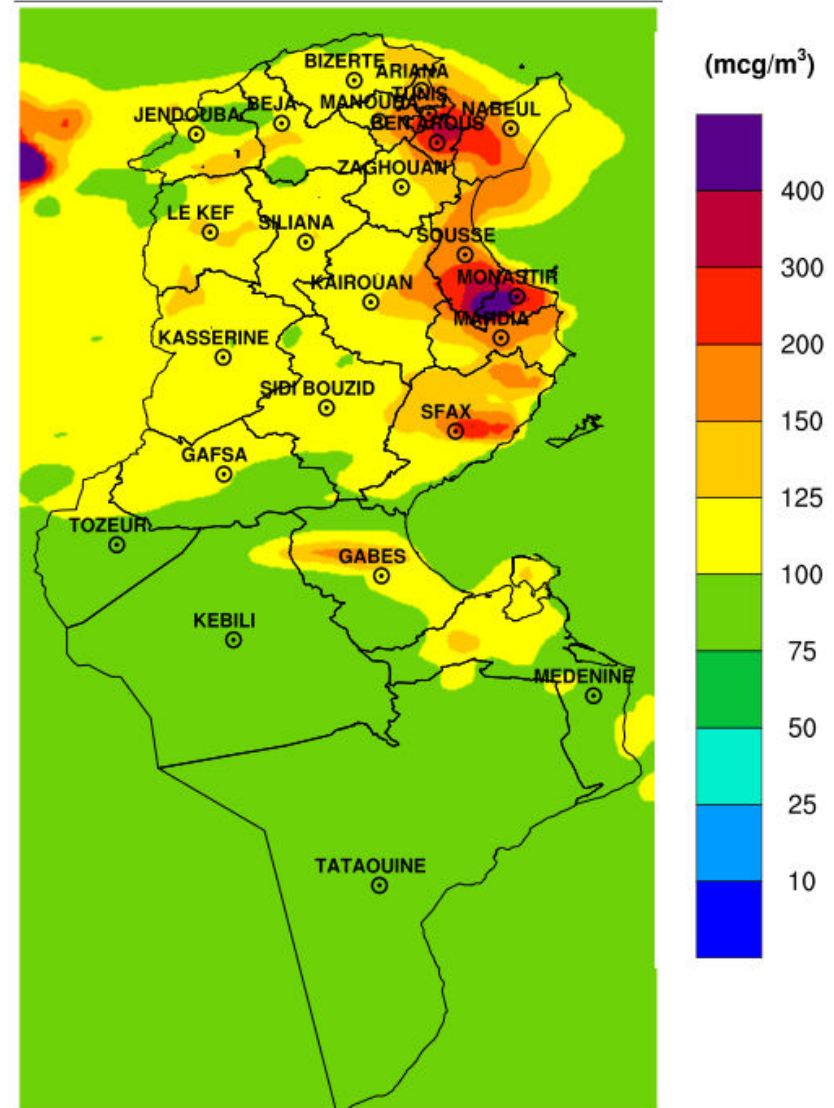 (mcg/m³)
BIZERTE
ARIANA
TUNIS
MANOUBA
NABEUL
BEJA
JENDOUBA
BEN AROUS
ZAGHOUAN
LE KEF
SILIANA
SOUSSE
KAIROUAN
MONASTIR
MAHDIA
KASSERINE
SIDI BOUZID
SFAX
GAFSA
TOZEUR
GABES
KEBILI
MEDENINE
TATAOUINE
400
300
200
150
125
100
75
50
25
10